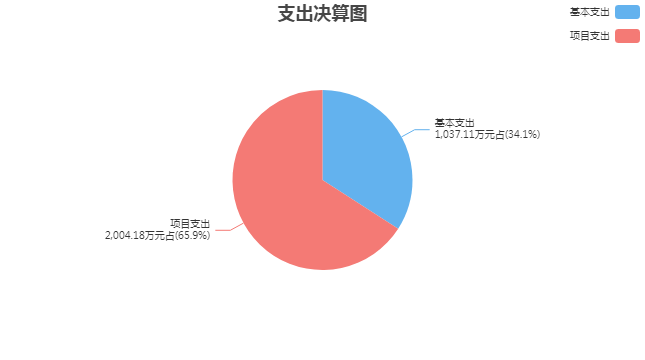 支出决算图
基本支出
项目支出
基本支出
1,037.11万元占(34.1%)
项目支出
2,004.18万元占(65.9%)